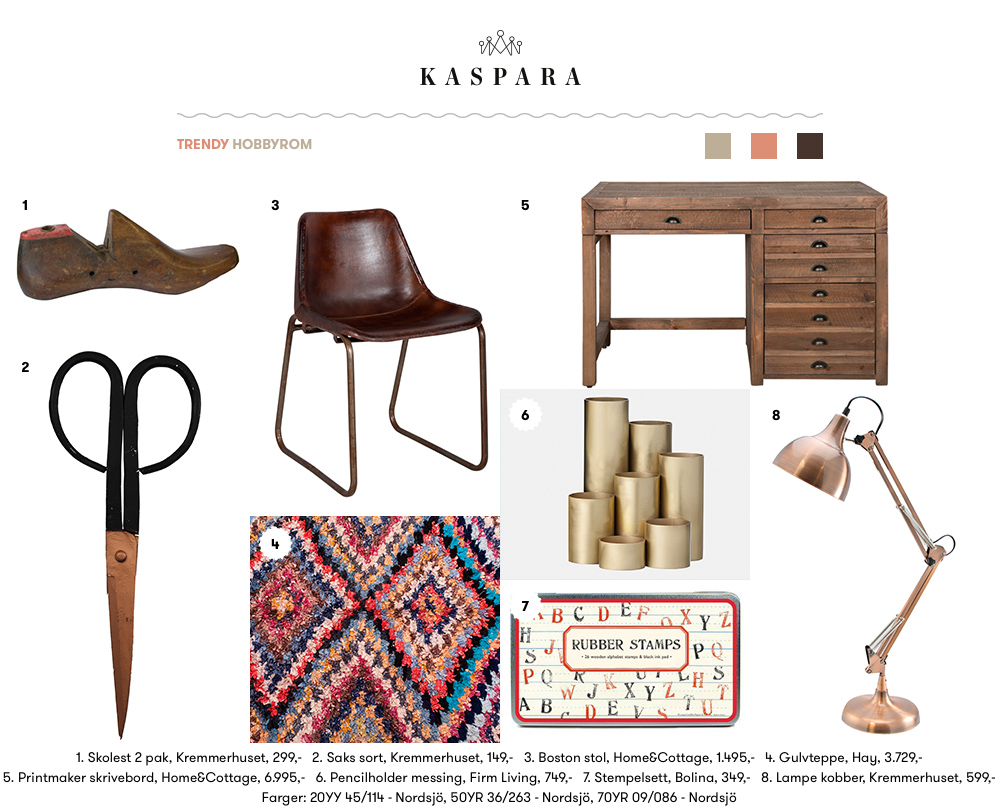 KASPARA
TRENDY HOBBYROM
1
3
5
2
6
8
4
7
A B C D E F O X Y Z
RUBBER STAMPS
• 26 wooden alphabet stamps & black ink pad •
1. Skolest 2 pak, Kremmerhuset, 299,- 2. Saks sort, Kremmerhuset, 149,- 3. Boston stol, Home&Cottage, 1.495,- 4. Gulvteppe, Hay, 3.729,-
5. Printmaker skrivebord, Home&Cottage, 6.995,- 6. Pencilholder messing, Firm Living, 749,- 7. Stempelsett, Bolina, 349,- 8. Lampe kobber, Kremmerhuset, 599,-
Farger: 20YY 45/114 - Nordsjö, 50YR 36/263 - Nordsjö, 70YR 09/086 - Nordsjö